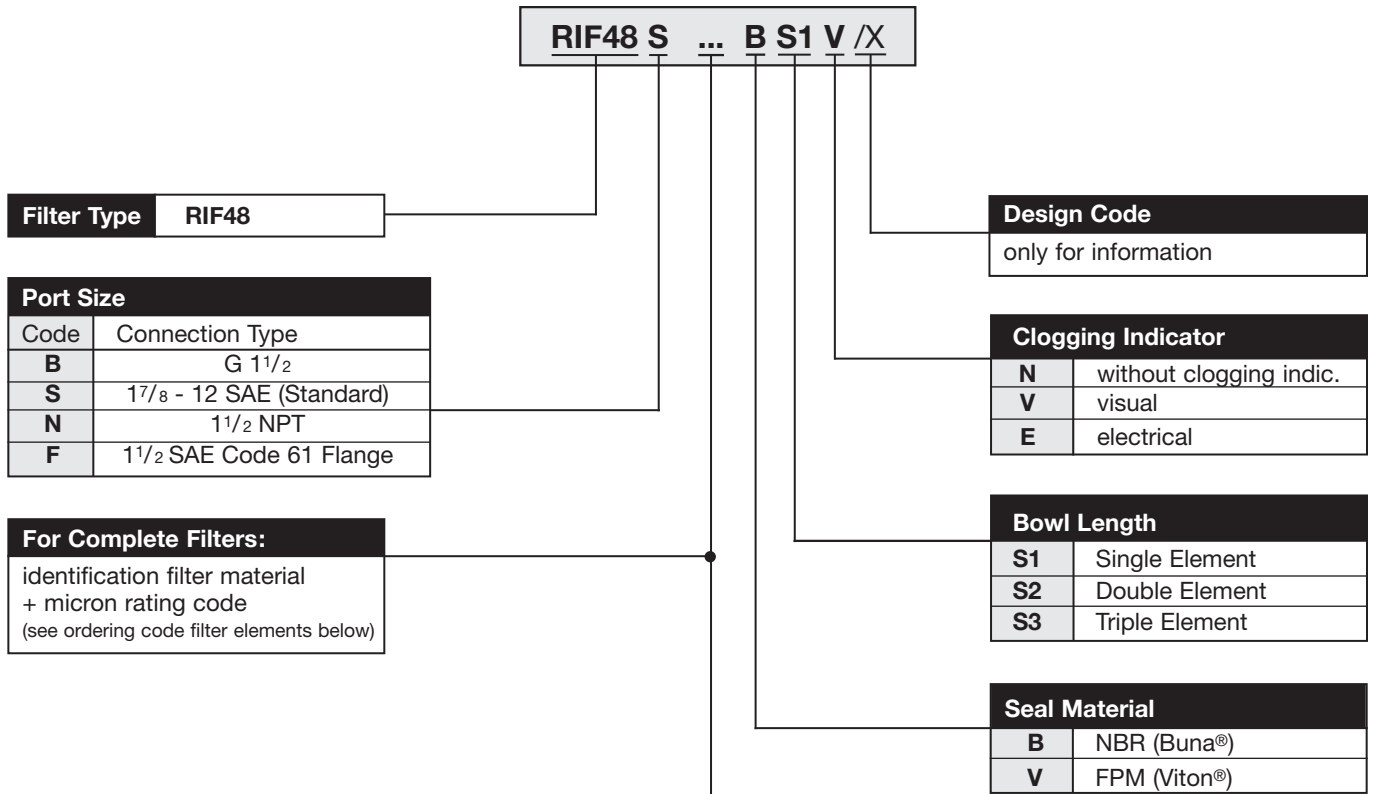 RIF48 S ... B S1 V /X
Filter Type RIF48
Port Size
Code Connection Type
B G 1 1/2
S 1 7/8 - 12 SAE (Standard)
N 1 1/2 NPT
F 1 1/2 SAE Code 61 Flange
For Complete Filters:
identification filter material
+ micron rating code
(see ordering code filter elements below)
Design Code
only for information
Clogging Indicator
N without clogging indic.
V visual
E electrical
Bowl Length
S1 Single Element
S2 Double Element
S3 Triple Element
Seal Material
B NBR (Buna®)
V FPM (Viton®)